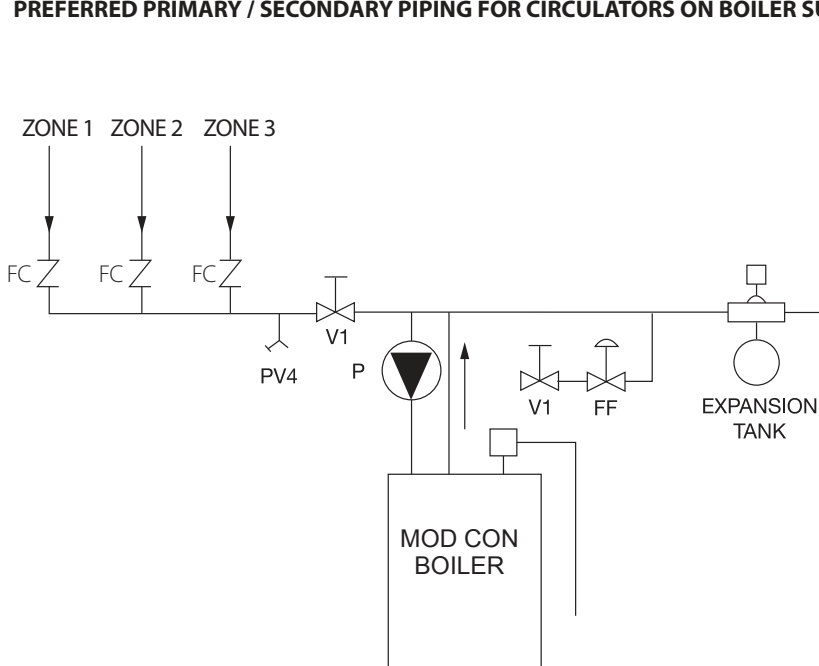 PREFERRED PRIMARY / SECONDARY PIPING FOR CIRCULATORS ON BOILER
ZONE 1 ZONE 2 ZONE 3
FC FC FC
V1
PV4
P
V1 FF
EXPANSION
TANK
MOD CON
BOILER